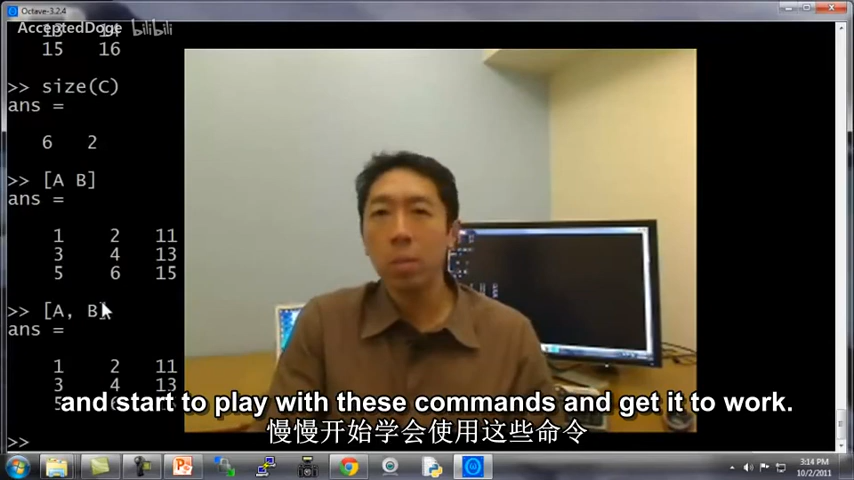 Octave-3.2.4
AcceptedDoge bilibili
13 14
15 16
>> size(C)
ans =
6 2
>> [A B]
ans =
1 2 11
3 4 13
5 6 15
>> [A, B]
ans =
1 2 11
3 4 13
and start to play with these commands and get it to work.
慢慢开始学会使用这些命令
>>
3:14 PM
10/2/2011